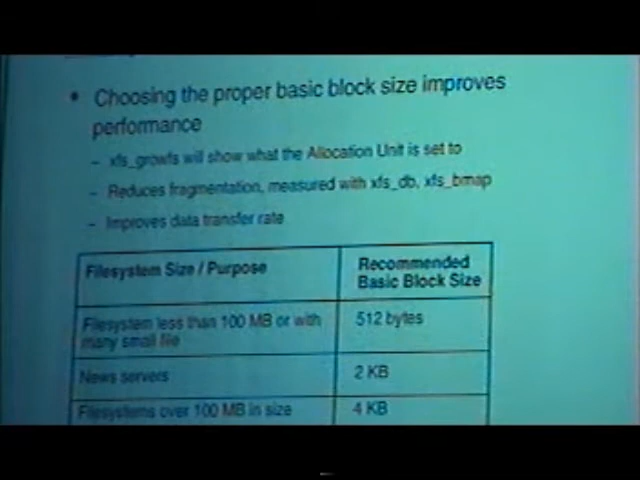 • Choosing the proper basic block size improves
performance
– xfs_growfs will show what the Allocation Unit is set to
– Reduces fragmentation, measured with xfs_db, xfs_bmap
– Improves data transfer rate
Filesystem Size / Purpose
Recommended
Basic Block Size
Filesystem less than 100 MB or with
many small file
512 bytes
News servers
2 KB
Filesystems over 100 MB in size
4 KB